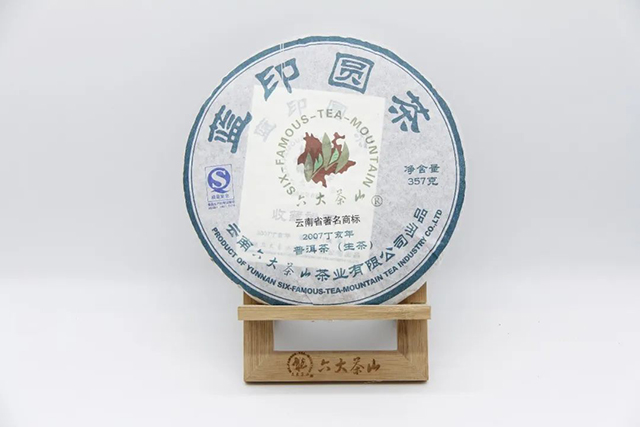 蓝印圆茶
SIX-FAMOUS-TEA-MOUNTAIN
六大茶山®
云南省著名商标
2007丁亥年
普洱茶（生茶）
净含量
357克
云南六大茶山茶业有限公司出品
PRODUCT OF YUNNAN SIX-FAMOUS-TEA-MOUNTAIN TEA INDUSTRY CO.,LTD
六大茶山